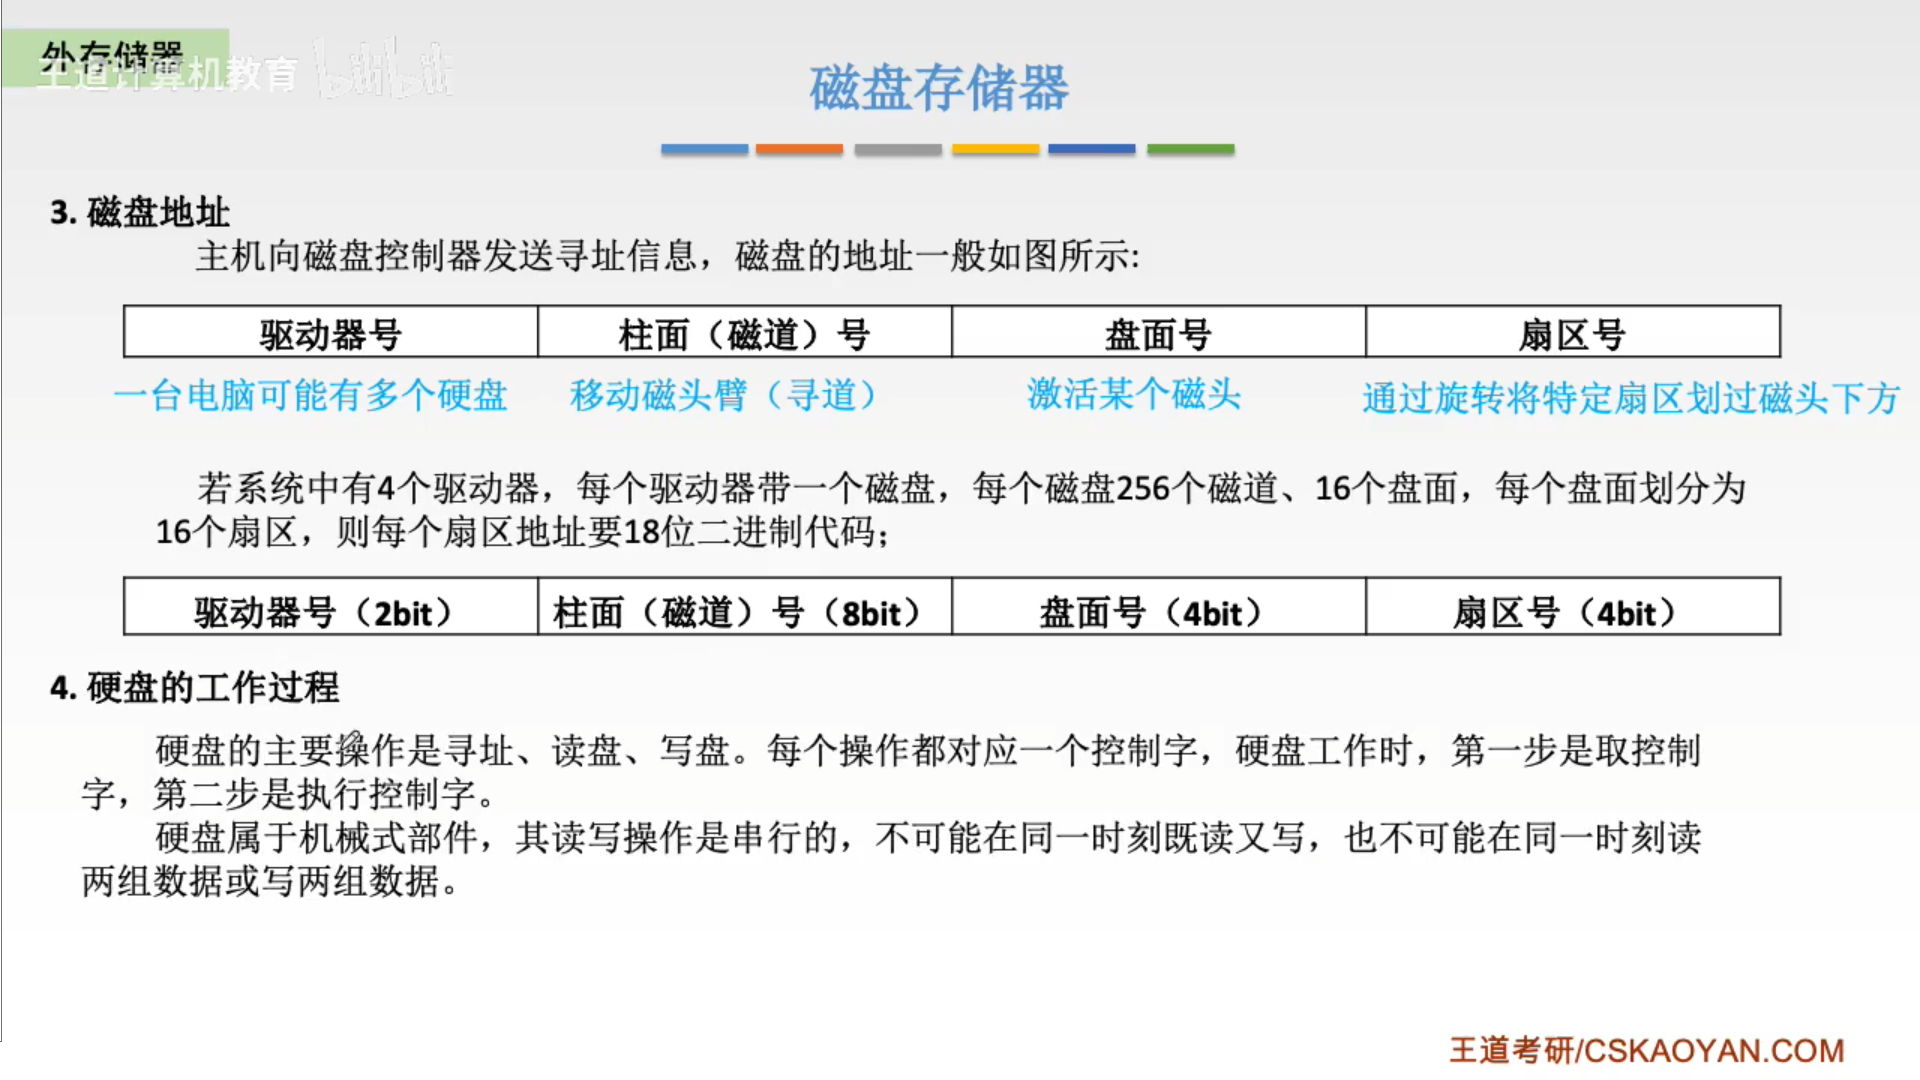 外存储器
王道计算机教育 bilibili
磁盘存储器
3. 磁盘地址
主机向磁盘控制器发送寻址信息，磁盘的地址一般如图所示:
驱动器号 柱面（磁道）号 盘面号 扇区号
一台电脑可能有多个硬盘 移动磁头臂（寻道） 激活某个磁头 通过旋转将特定扇区划过磁头下方
若系统中有4个驱动器，每个驱动器带一个磁盘，每个磁盘256个磁道、16个盘面，每个盘面划分为
16个扇区，则每个扇区地址要18位二进制代码；
驱动器号（2bit） 柱面（磁道）号（8bit） 盘面号（4bit） 扇区号（4bit）
4. 硬盘的工作过程
硬盘的主要操作是寻址、读盘、写盘。每个操作都对应一个控制字，硬盘工作时，第一步是取控制
字，第二步是执行控制字。
硬盘属于机械式部件，其读写操作是串行的，不可能在同一时刻既读又写，也不可能在同一时刻读
两组数据或写两组数据。
王道考研/CSKAOYAN.COM